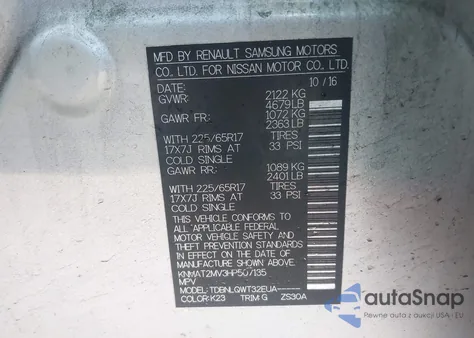 MFD BY RENAULT SAMSUNG MOTORS
CO., LTD. FOR NISSAN MOTOR CO., LTD.
DATE: 10 / 16
GVWR: 2122 KG
4679 LB
GAWR FR: 1072 KG
2363 LB
WITH 225/65R17 TIRES
17X7J RIMS AT 33 PSI
COLD SINGLE
GAWR RR: 1089 KG
2401 LB
WITH 225/65R17 TIRES
17X7J RIMS AT 33 PSI
COLD SINGLE
THIS VEHICLE CONFORMS TO
ALL APPLICABLE FEDERAL
MOTOR VEHICLE SAFETY AND
THEFT PREVENTION STANDARDS
IN EFFECT ON THE DATE OF
MANUFACTURE SHOWN ABOVE.
KNMAT2MV3HP507135
MPV
MODEL: TDBNLQWT32EUA------
COLOR: K23 TRIM: G ZS30A
autoSnap
Pewne Auta z USA i EU